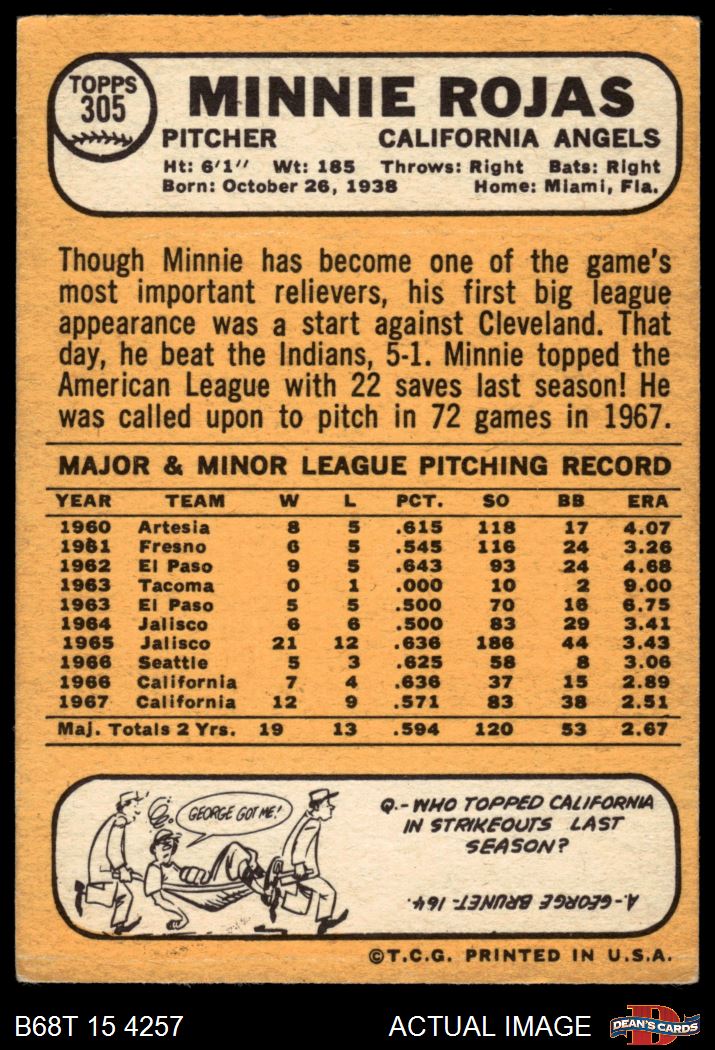 TOPPS
305
MINNIE ROJAS
PITCHER CALIFORNIA ANGELS
Ht: 6'1" Wt: 185 Throws: Right Bats: Right
Born: October 26, 1938 Home: Miami, Fla.
Though Minnie has become one of the game's
most important relievers, his first big league
appearance was a start against Cleveland. That
day, he beat the Indians, 5-1. Minnie topped the
American League with 22 saves last season! He
was called upon to pitch in 72 games in 1967.
MAJOR & MINOR LEAGUE PITCHING RECORD
YEAR TEAM W L PCT. SO BB ERA
1960 Artesia 8 5 .615 118 17 4.07
1961 Fresno 6 5 .545 116 24 3.26
1962 El Paso 9 5 .643 93 24 4.68
1963 Tacoma 0 1 .000 10 2 9.00
1963 El Paso 5 5 .500 70 16 6.75
1964 Jalisco 6 6 .500 83 29 3.41
1965 Jalisco 21 12 .636 186 44 3.43
1966 Seattle 5 3 .625 58 8 3.06
1966 California 7 4 .636 37 15 2.89
1967 California 12 9 .571 83 38 2.51
Maj. Totals 2 Yrs. 19 13 .594 120 53 2.67
GEORGE GOT ME!
Q.-WHO TOPPED CALIFORNIA
IN STRIKEOUTS LAST
SEASON?
A.-GEORGE BRUNET-164.
©T.C.G. PRINTED IN U.S.A.
B68T 15 4257 ACTUAL IMAGE
D
DEAN'S CARDS